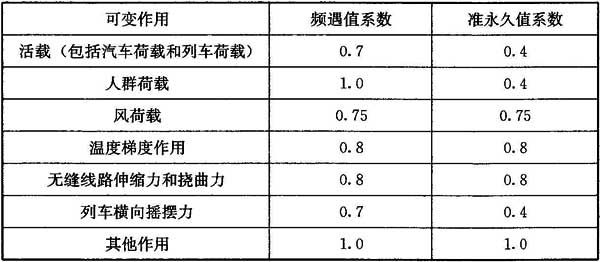 可变作用 频遇值系数 准永久值系数
活载（包括汽车荷载和列车荷载） 0.7 0.4
人群荷载 1.0 0.4
风荷载 0.75 0.75
温度梯度作用 0.8 0.8
无缝线路伸缩力和挠曲力 0.8 0.8
列车横向摇摆力 0.7 0.4
其他作用 1.0 1.0